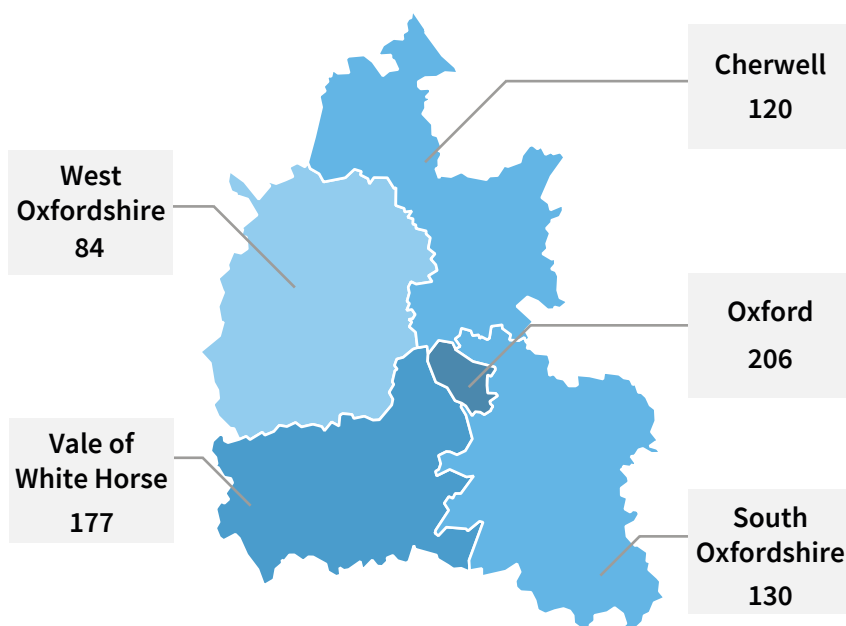 Cherwell
120
West
Oxfordshire
84
Oxford
206
Vale of
White Horse
177
South
Oxfordshire
130